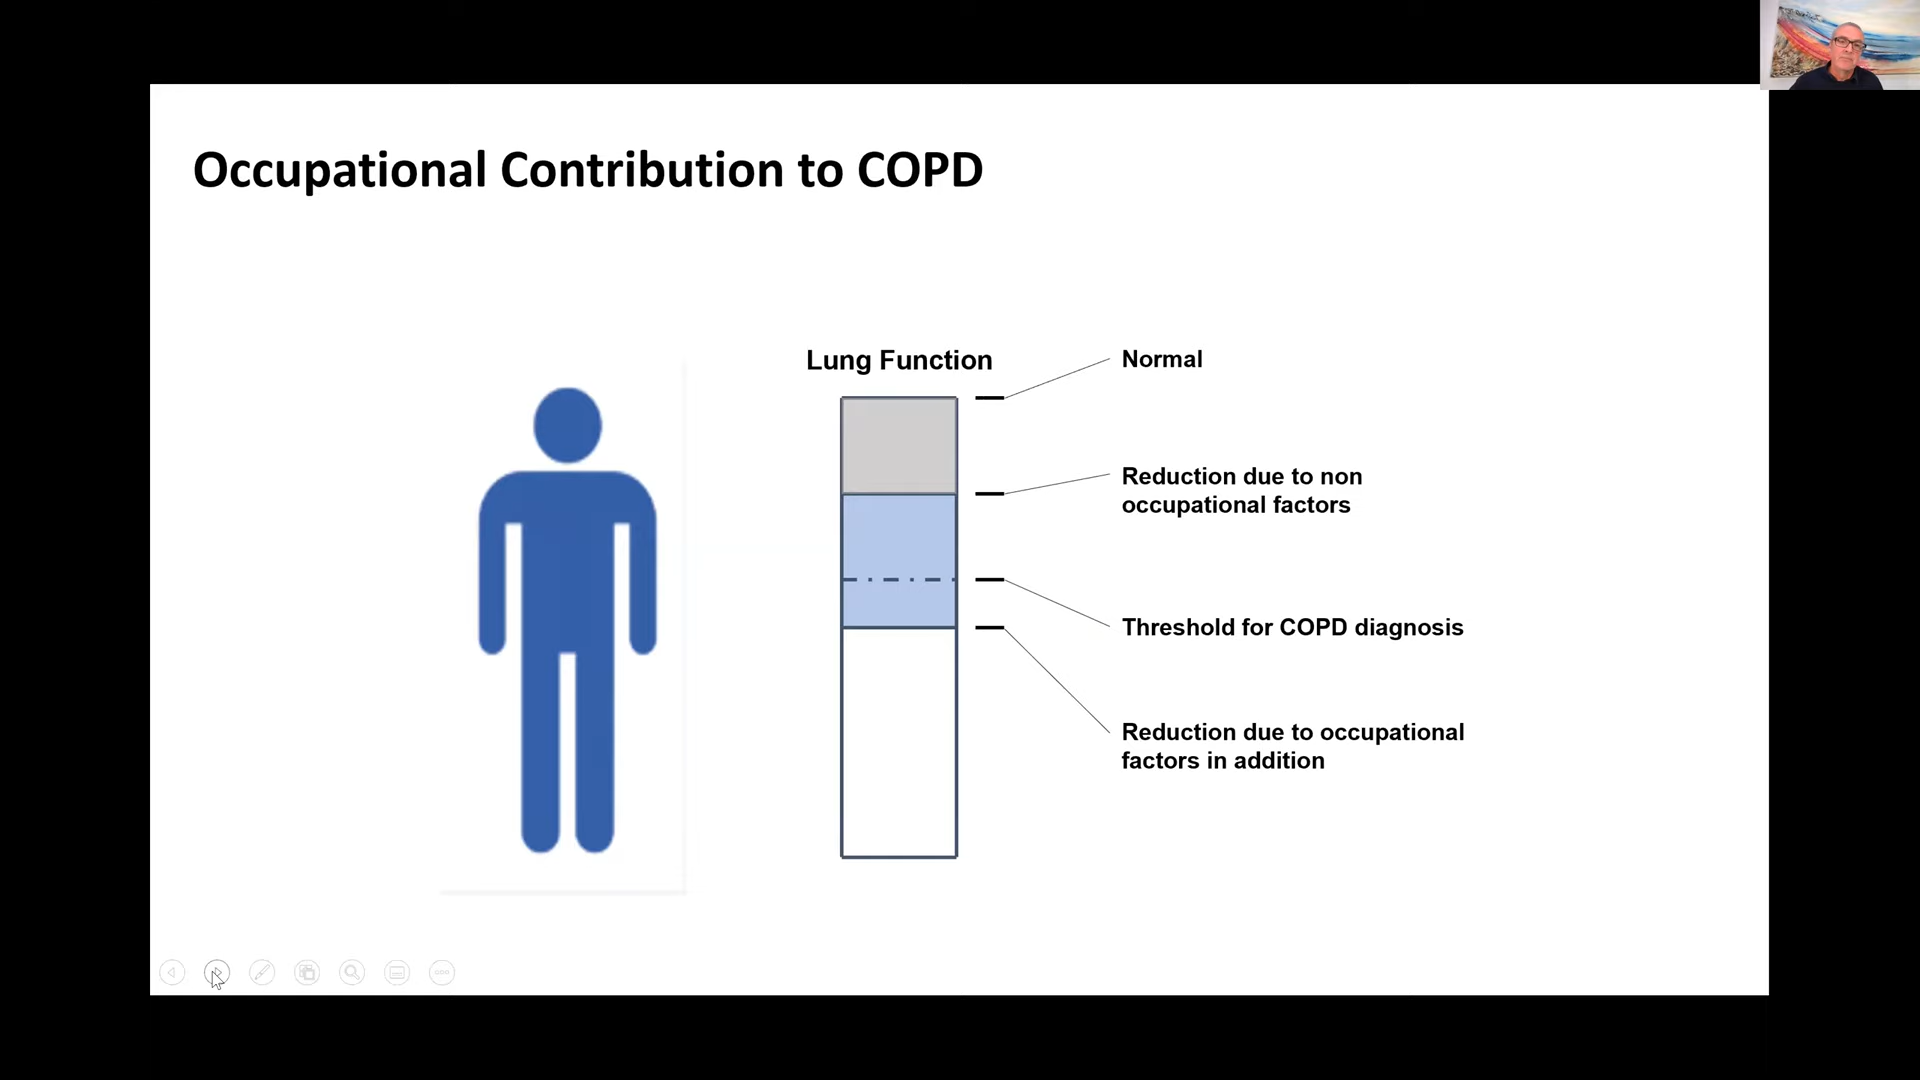 Occupational Contribution to COPD
Lung Function
Normal
Reduction due to non
occupational factors
Threshold for COPD diagnosis
Reduction due to occupational
factors in addition